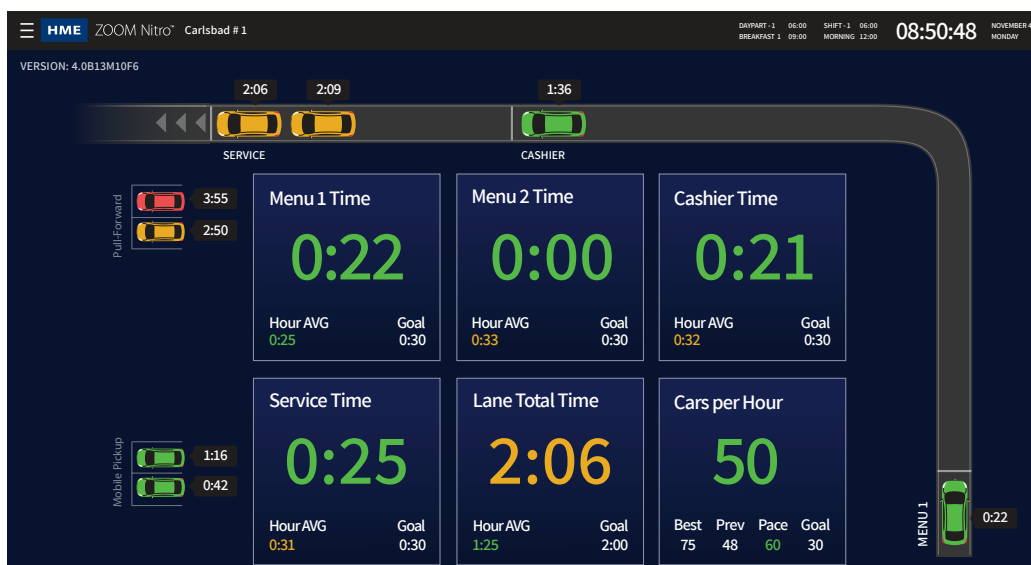 HME ZOOM Nitro™ Carlsbad # 1
DAYPART - 1 06:00 SHIFT - 1 06:00
BREAKFAST 1 09:00 MORNING 12:00
08:50:48
NOVEMBER 4
MONDAY
VERSION: 4.0B13M10F6
2:06 2:09 1:36
SERVICE CASHIER
Pull-Forward
3:55
2:50
Menu 1 Time
0:22
Hour AVG Goal
0:25 0:30
Menu 2 Time
0:00
Hour AVG Goal
0:33 0:30
Cashier Time
0:21
Hour AVG Goal
0:32 0:30
Mobile Pickup
1:16
0:42
Service Time
0:25
Hour AVG Goal
0:31 0:30
Lane Total Time
2:06
Hour AVG Goal
1:25 2:00
Cars per Hour
50
Best Prev Pace Goal
75 48 60 30
MENU 1
0:22